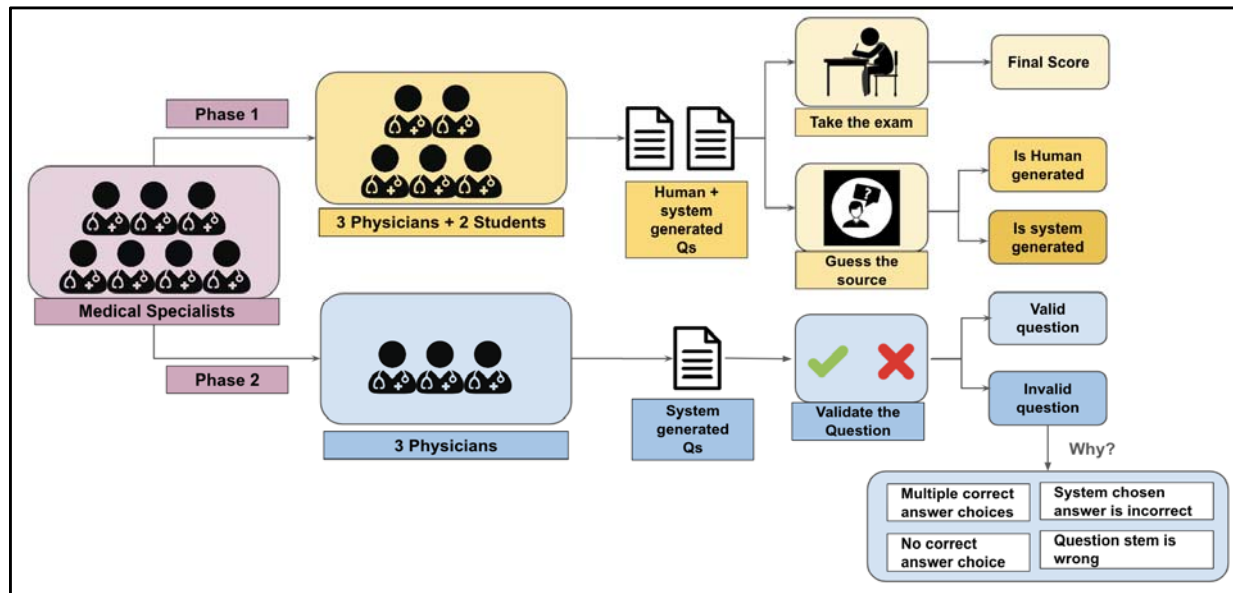 Phase 1
3 Physicians + 2 Students
Human +
system
generated
Qs
Take the exam
Final Score
?
Guess the
source
Is Human
generated
Is system
generated
Medical Specialists
Phase 2
3 Physicians
System
generated
Qs
Validate the
Question
Valid
question
Invalid
question
Why?
Multiple correct
answer choices
System chosen
answer is incorrect
No correct
answer choice
Question stem is
wrong